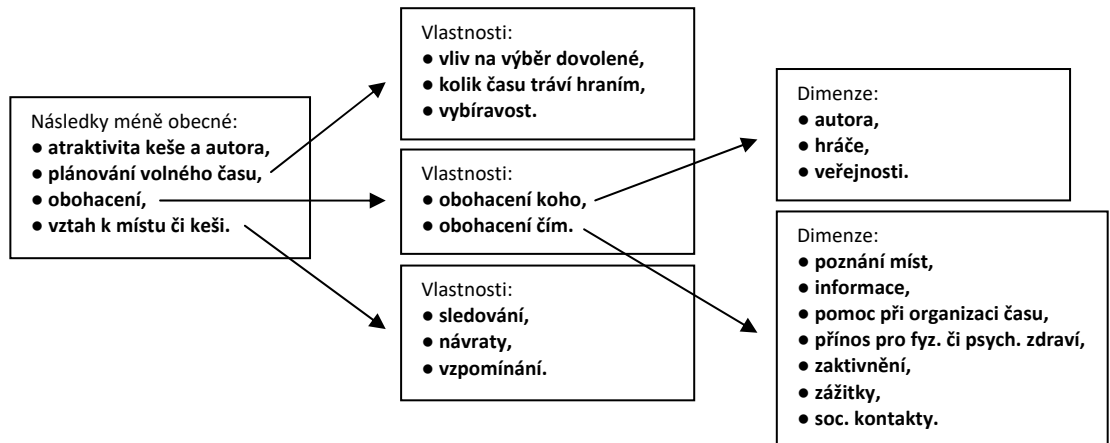 Následky méně obecné:
● atraktivita keše a autora,
● plánování volného času,
● obohacení,
● vztah k místu či keši.
Vlastnosti:
● vliv na výběr dovolené,
● kolik času tráví hraním,
● vybíravost.
Vlastnosti:
● obohacení koho,
● obohacení čím.
Vlastnosti:
● sledování,
● návraty,
● vzpomínání.
Dimenze:
● autora,
● hráče,
● veřejnosti.
Dimenze:
● poznání míst,
● informace,
● pomoc při organizaci času,
● přínos pro fyz. či psych. zdraví,
● zaktivnění,
● zážitky,
● soc. kontakty.